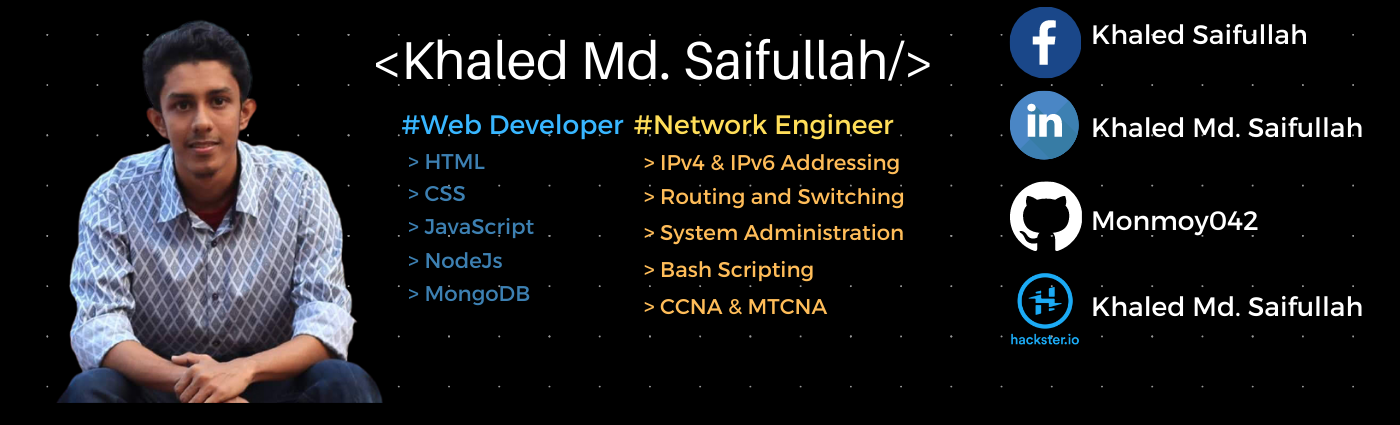 <Khaled Md. Saifullah/>
#Web Developer
> HTML
> CSS
> JavaScript
> NodeJs
> MongoDB
#Network Engineer
> IPv4 & IPv6 Addressing
> Routing and Switching
> System Administration
> Bash Scripting
> CCNA & MTCNA
f Khaled Saifullah
in Khaled Md. Saifullah
Monmoy042
Khaled Md. Saifullah
hackster.io